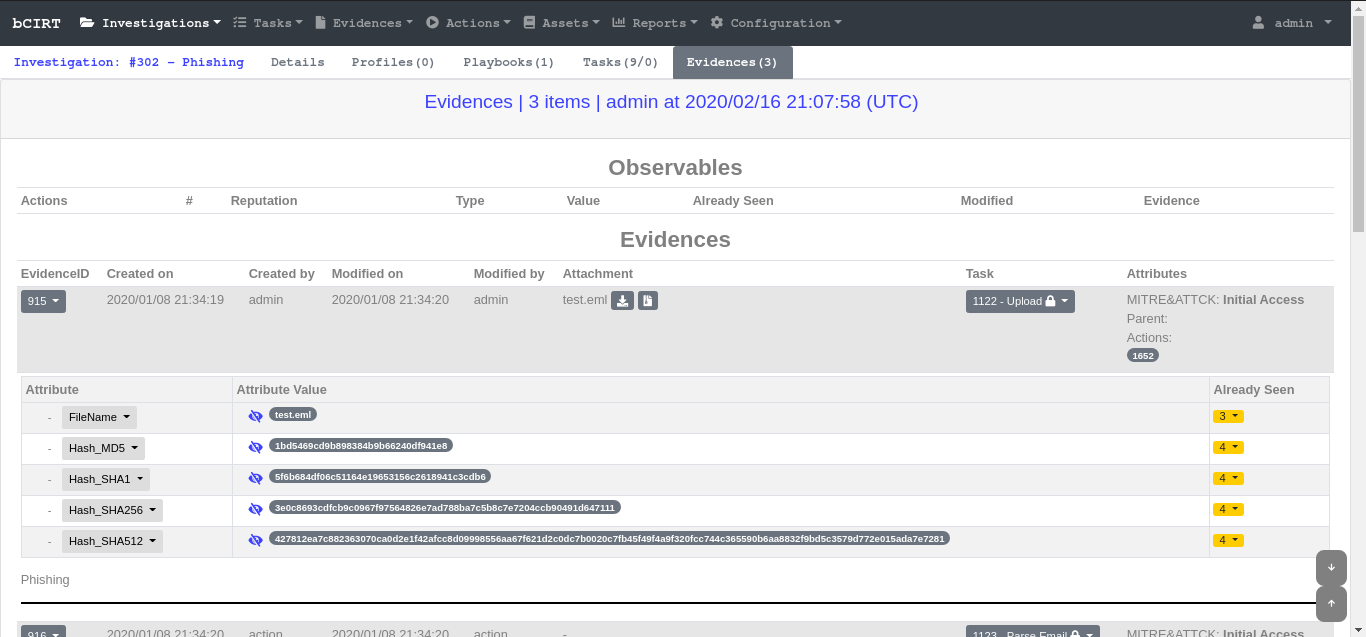 bCIRT Investigations Tasks Evidences Actions Assets Reports Configuration admin
Investigation: #302 - Phishing Details Profiles(0) Playbooks(1) Tasks(9/0) Evidences(3)
Evidences | 3 items | admin at 2020/02/16 21:07:58 (UTC)
Observables
Actions # Reputation Type Value Already Seen Modified Evidence
Evidences
EvidenceID Created on Created by Modified on Modified by Attachment Task Attributes
915 2020/01/08 21:34:19 admin 2020/01/08 21:34:20 admin test.eml 1122 - Upload MITRE&ATTCK: Initial Access
Parent:
Actions:
1652
Attribute Attribute Value Already Seen
- FileName test.eml 3
- Hash_MD5 1bd5469cd9b898384b9b66240df941e8 4
- Hash_SHA1 5f6b684df06c51164e19653156c2618941c3cdb6 4
- Hash_SHA256 3e0c8693cdfcb9c0967f97564826e7ad788ba7c5b8c7e7204ccb90491d647111 4
- Hash_SHA512 427812ea7c882363070ca0d2e1f42afcc8d09998556aa67f621d2c0dc7b0020c7fb45f49f4a9f320fcc744c365590b6aa8832f9bd5c3579d772e015ada7e7281 4
Phishing
916 2020/01/08 21:34:20 action 2020/01/08 21:34:20 action - 1123 - Parse Email MITRE&ATTCK: Initial Access